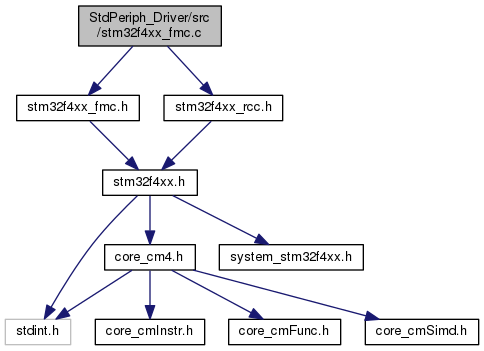 StdPeriph_Driver/src
/stm32f4xx_fmc.c
stm32f4xx_fmc.h
stm32f4xx_rcc.h
stm32f4xx.h
core_cm4.h
system_stm32f4xx.h
stdint.h
core_cmInstr.h
core_cmFunc.h
core_cmSimd.h